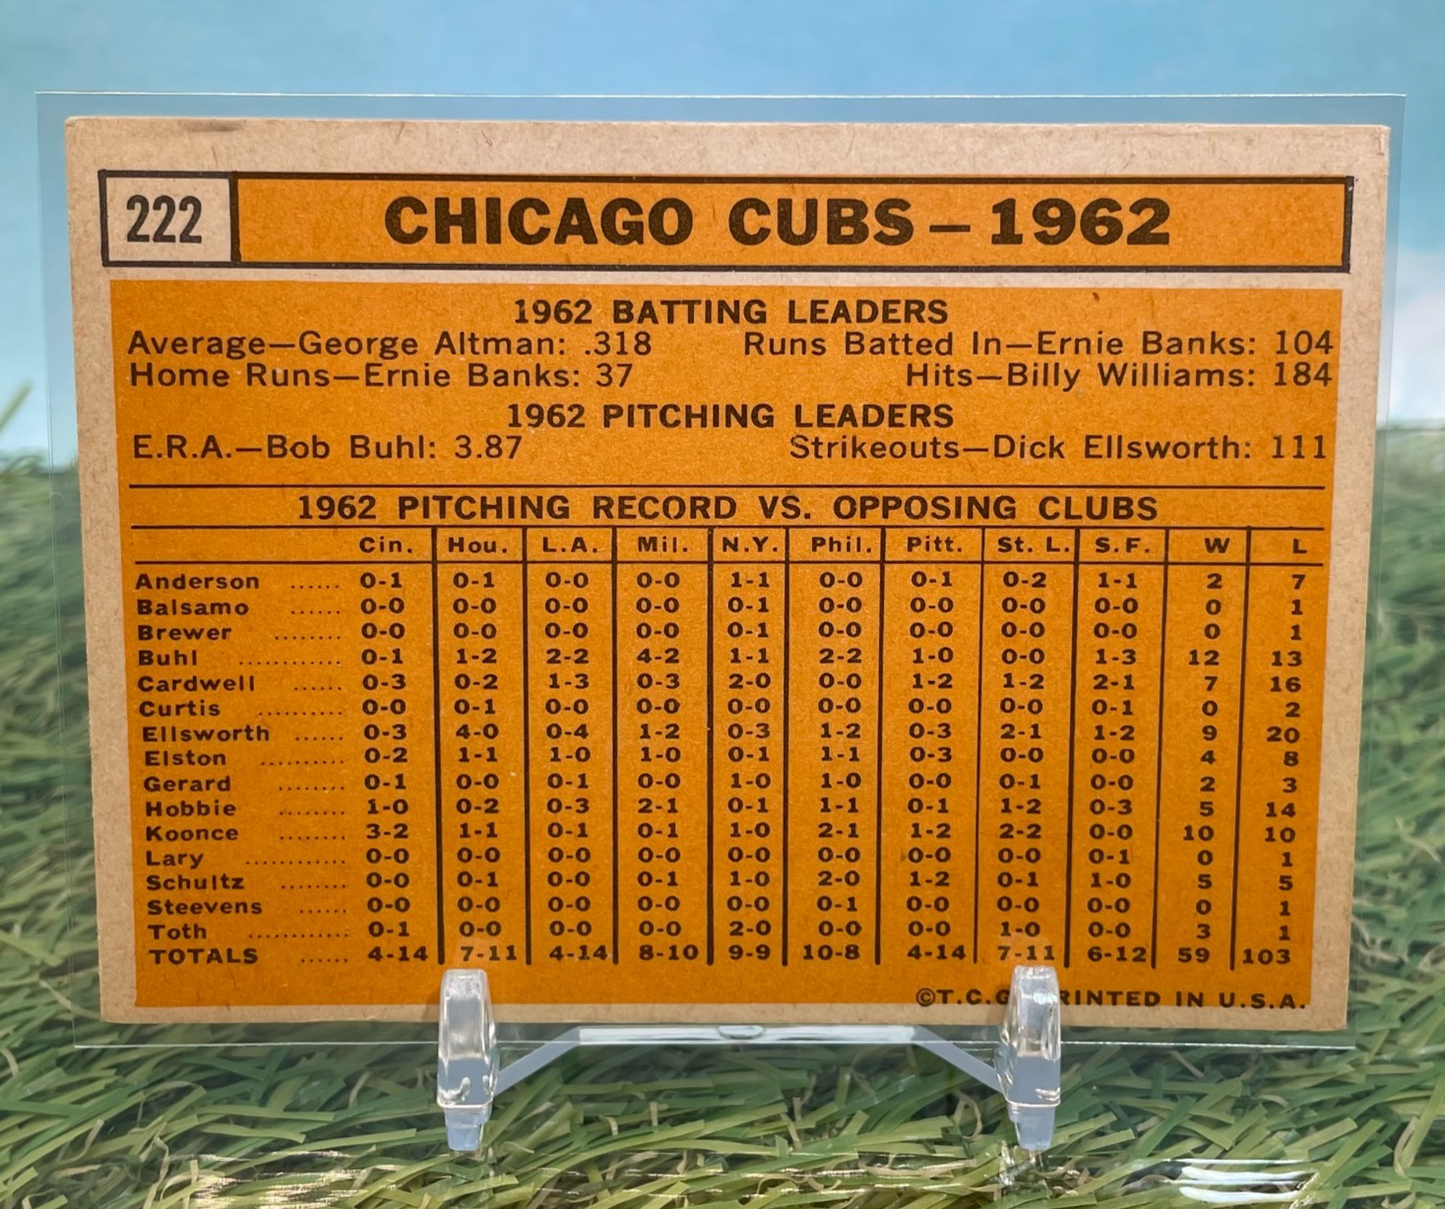 222 CHICAGO CUBS – 1962
1962 BATTING LEADERS
Average—George Altman: .318 Runs Batted In—Ernie Banks: 104
Home Runs—Ernie Banks: 37 Hits—Billy Williams: 184
1962 PITCHING LEADERS
E.R.A.—Bob Buhl: 3.87 Strikeouts—Dick Ellsworth: 111
1962 PITCHING RECORD VS. OPPOSING CLUBS
Cin. Hou. L.A. Mil. N.Y. Phil. Pitt. St. L. S.F. W L
Anderson ...... 0-1 0-1 0-0 0-0 1-1 0-0 0-1 0-2 1-1 2 7
Balsamo ...... 0-0 0-0 0-0 0-0 0-1 0-0 0-0 0-0 0-0 0 1
Brewer ........ 0-0 0-0 0-0 0-0 0-1 0-0 0-0 0-0 0-0 0 1
Buhl ............ 0-1 1-2 2-2 4-2 1-1 2-2 1-0 0-0 1-3 12 13
Cardwell ...... 0-3 0-2 1-3 0-3 2-0 0-0 1-2 1-2 2-1 7 16
Curtis .......... 0-0 0-1 0-0 0-0 0-0 0-0 0-0 0-0 0-1 0 2
Ellsworth ...... 0-3 4-0 0-4 1-2 0-3 1-2 0-3 2-1 1-2 9 20
Elston .......... 0-2 1-1 1-0 1-0 0-1 1-1 0-3 0-0 0-0 4 8
Gerard ........ 0-1 0-0 0-1 0-0 1-0 1-0 0-0 0-1 0-0 2 3
Hobbie ........ 1-0 0-2 0-3 2-1 0-1 1-1 0-1 1-2 0-3 5 14
Koonce ........ 3-2 1-1 0-1 0-1 1-0 2-1 1-2 2-2 0-0 10 10
Lary ............ 0-0 0-0 0-0 0-0 0-0 0-0 0-0 0-0 0-1 0 1
Schultz ........ 0-0 0-1 0-0 0-1 1-0 2-0 1-2 0-1 1-0 5 5
Steevens ...... 0-0 0-0 0-0 0-0 0-0 0-1 0-0 0-0 0-0 0 1
Toth ............ 0-1 0-0 0-0 0-0 2-0 0-0 0-0 1-0 0-0 3 1
TOTALS ...... 4-14 7-11 4-14 8-10 9-9 10-8 4-14 7-11 6-12 59 103
©T.C.G. PRINTED IN U.S.A.